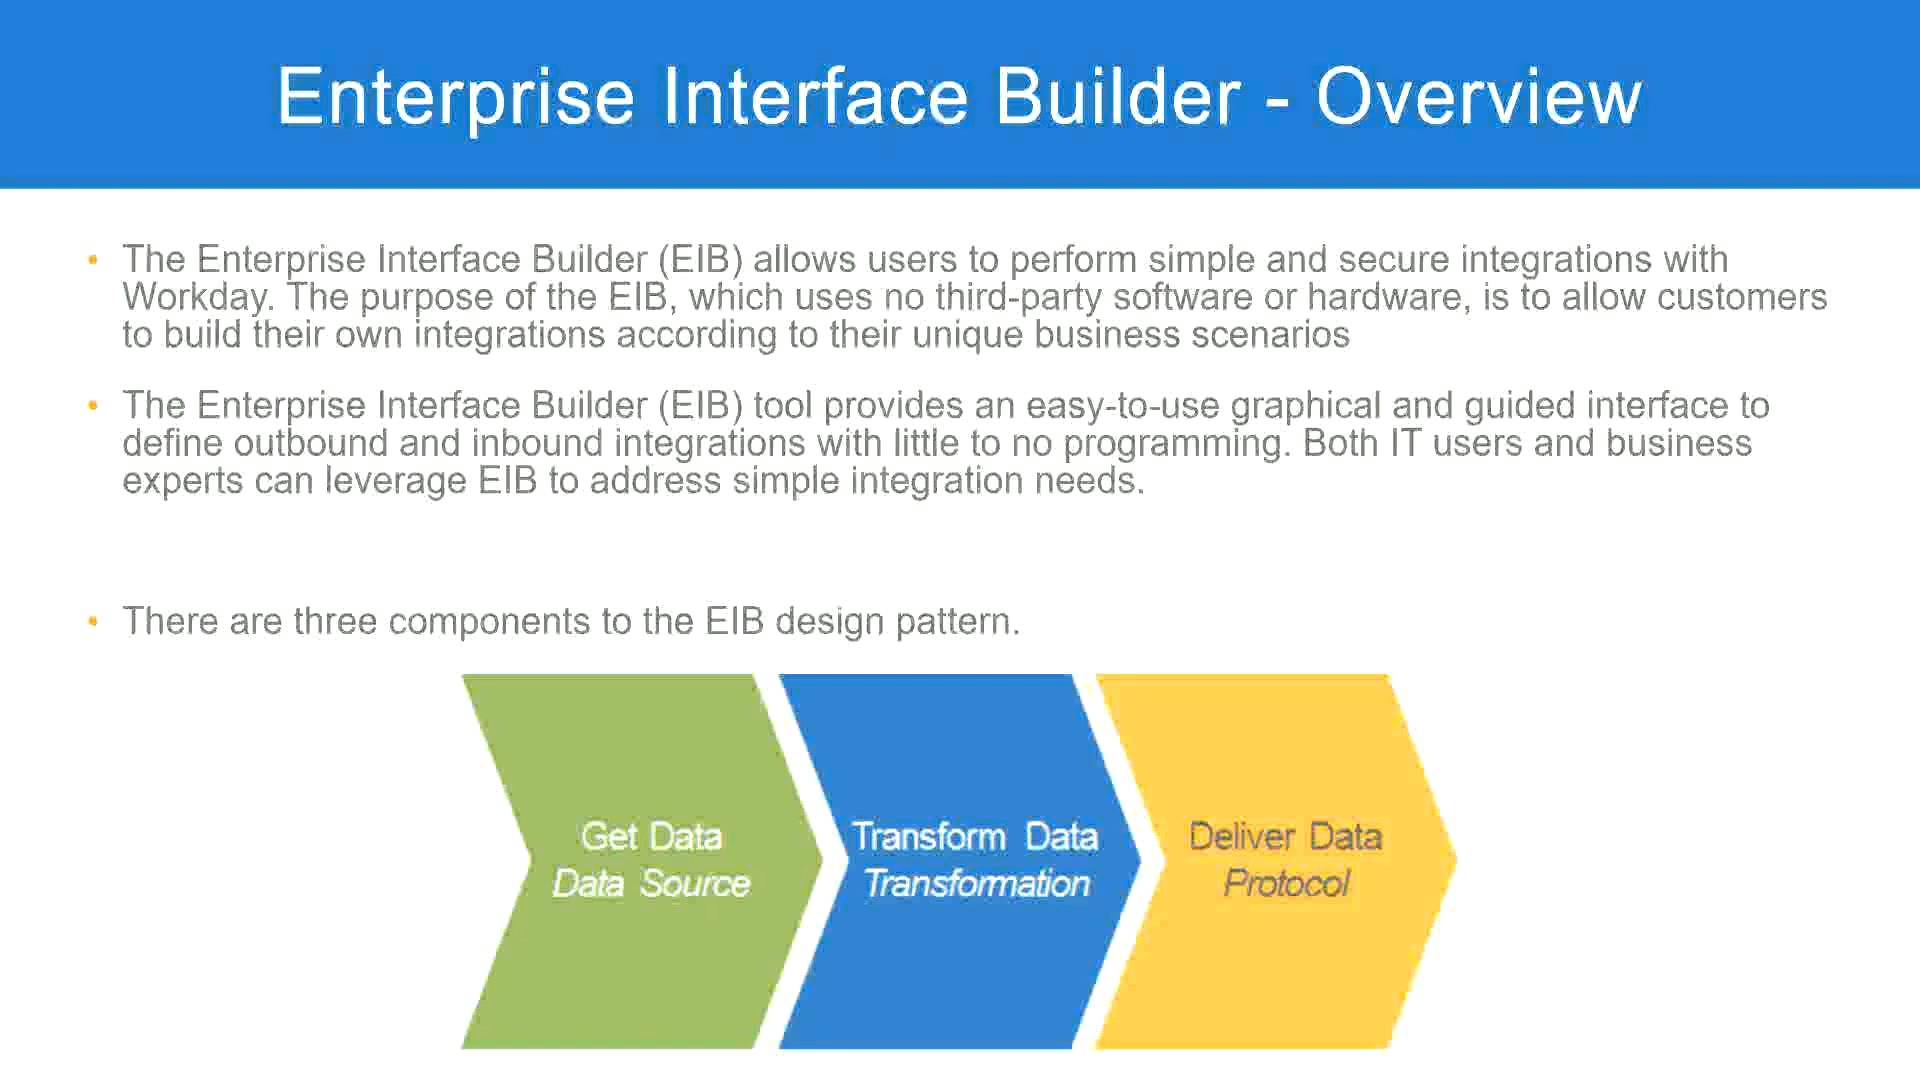 Enterprise Interface Builder - Overview
• The Enterprise Interface Builder (EIB) allows users to perform simple and secure integrations with
Workday. The purpose of the EIB, which uses no third-party software or hardware, is to allow customers
to build their own integrations according to their unique business scenarios
• The Enterprise Interface Builder (EIB) tool provides an easy-to-use graphical and guided interface to
define outbound and inbound integrations with little to no programming. Both IT users and business
experts can leverage EIB to address simple integration needs.
• There are three components to the EIB design pattern.
Get Data
Data Source
Transform Data
Transformation
Deliver Data
Protocol